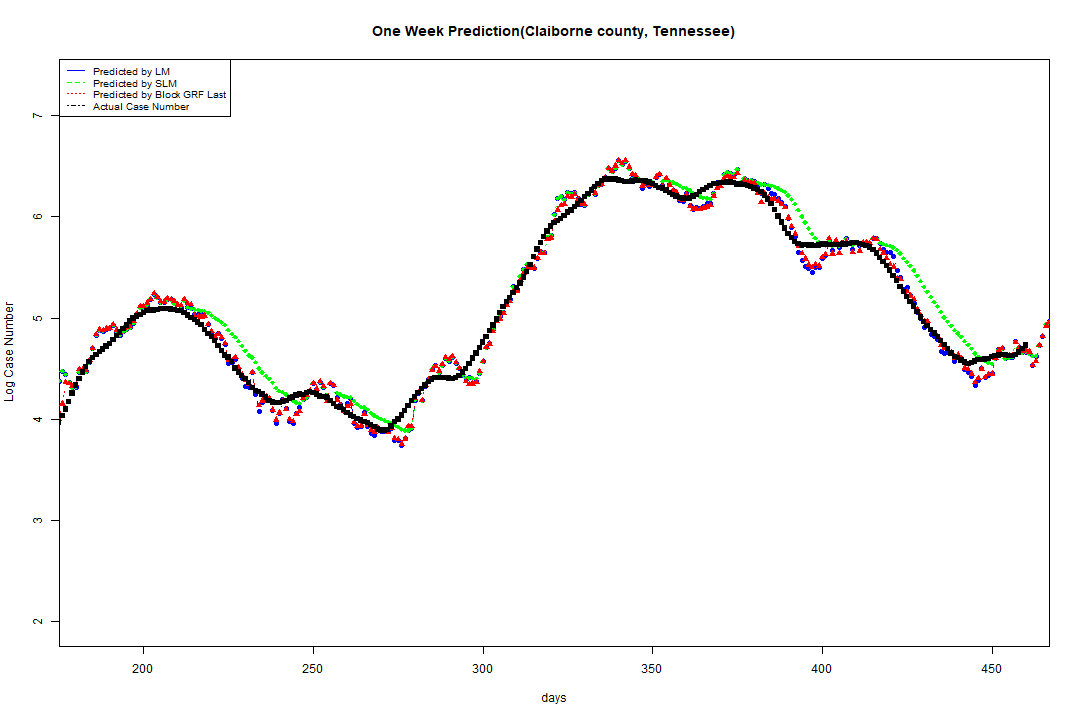 One Week Prediction(Claiborne county, Tennessee)
Predicted by LM
Predicted by SLM
Predicted by Block GRF Last
Actual Case Number
Log Case Number
7
6
5
4
3
2
200 250 300 350 400 450
days